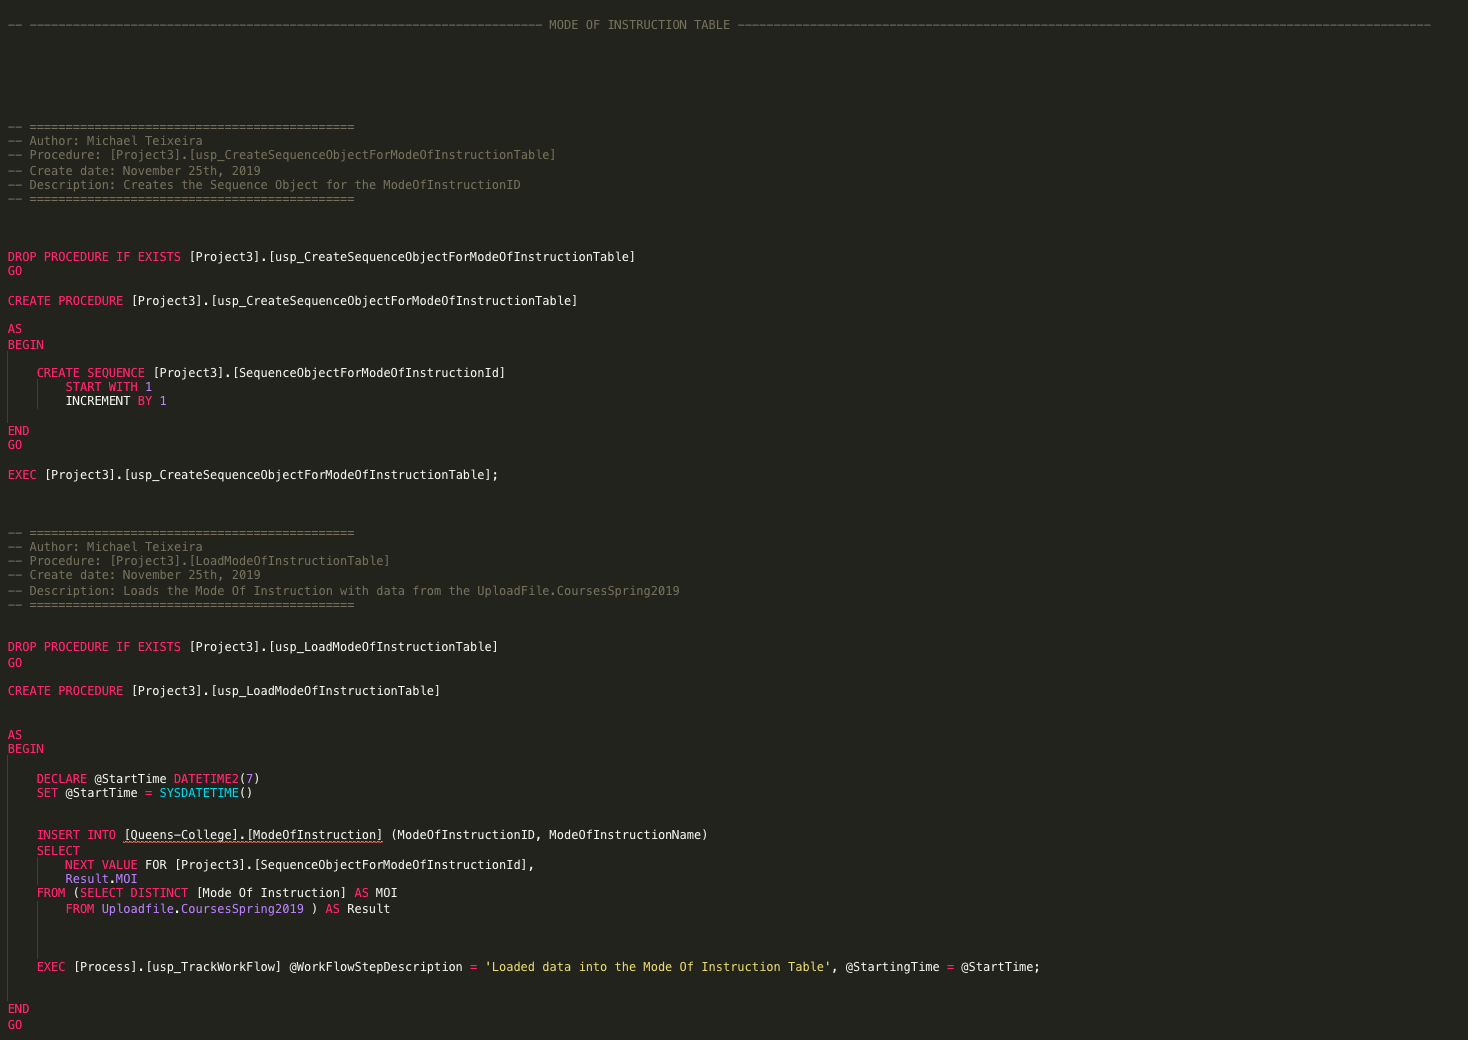 -- ----------------------------------------------------------------------- MODE OF INSTRUCTION TABLE ------------------------------------------------------------------------------------------------
-- =============================================
-- Author: Michael Teixeira
-- Procedure: [Project3].[usp_CreateSequenceObjectForModeOfInstructionTable]
-- Create date: November 25th, 2019
-- Description: Creates the Sequence Object for the ModeOfInstructionID
-- =============================================
DROP PROCEDURE IF EXISTS [Project3].[usp_CreateSequenceObjectForModeOfInstructionTable]
GO
CREATE PROCEDURE [Project3].[usp_CreateSequenceObjectForModeOfInstructionTable]
AS
BEGIN
    CREATE SEQUENCE [Project3].[SequenceObjectForModeOfInstructionId]
        START WITH 1
        INCREMENT BY 1
END
GO
EXEC [Project3].[usp_CreateSequenceObjectForModeOfInstructionTable];
-- =============================================
-- Author: Michael Teixeira
-- Procedure: [Project3].[LoadModeOfInstructionTable]
-- Create date: November 25th, 2019
-- Description: Loads the Mode Of Instruction with data from the UploadFile.CoursesSpring2019
-- =============================================
DROP PROCEDURE IF EXISTS [Project3].[usp_LoadModeOfInstructionTable]
GO
CREATE PROCEDURE [Project3].[usp_LoadModeOfInstructionTable]
AS
BEGIN
    DECLARE @StartTime DATETIME2(7)
    SET @StartTime = SYSDATETIME()
    INSERT INTO [Queens-College].[ModeOfInstruction] (ModeOfInstructionID, ModeOfInstructionName)
    SELECT
        NEXT VALUE FOR [Project3].[SequenceObjectForModeOfInstructionId],
        Result.MOI
    FROM (SELECT DISTINCT [Mode Of Instruction] AS MOI
        FROM Uploadfile.CoursesSpring2019 ) AS Result
    EXEC [Process].[usp_TrackWorkFlow] @WorkFlowStepDescription = 'Loaded data into the Mode Of Instruction Table', @StartingTime = @StartTime;
END
GO